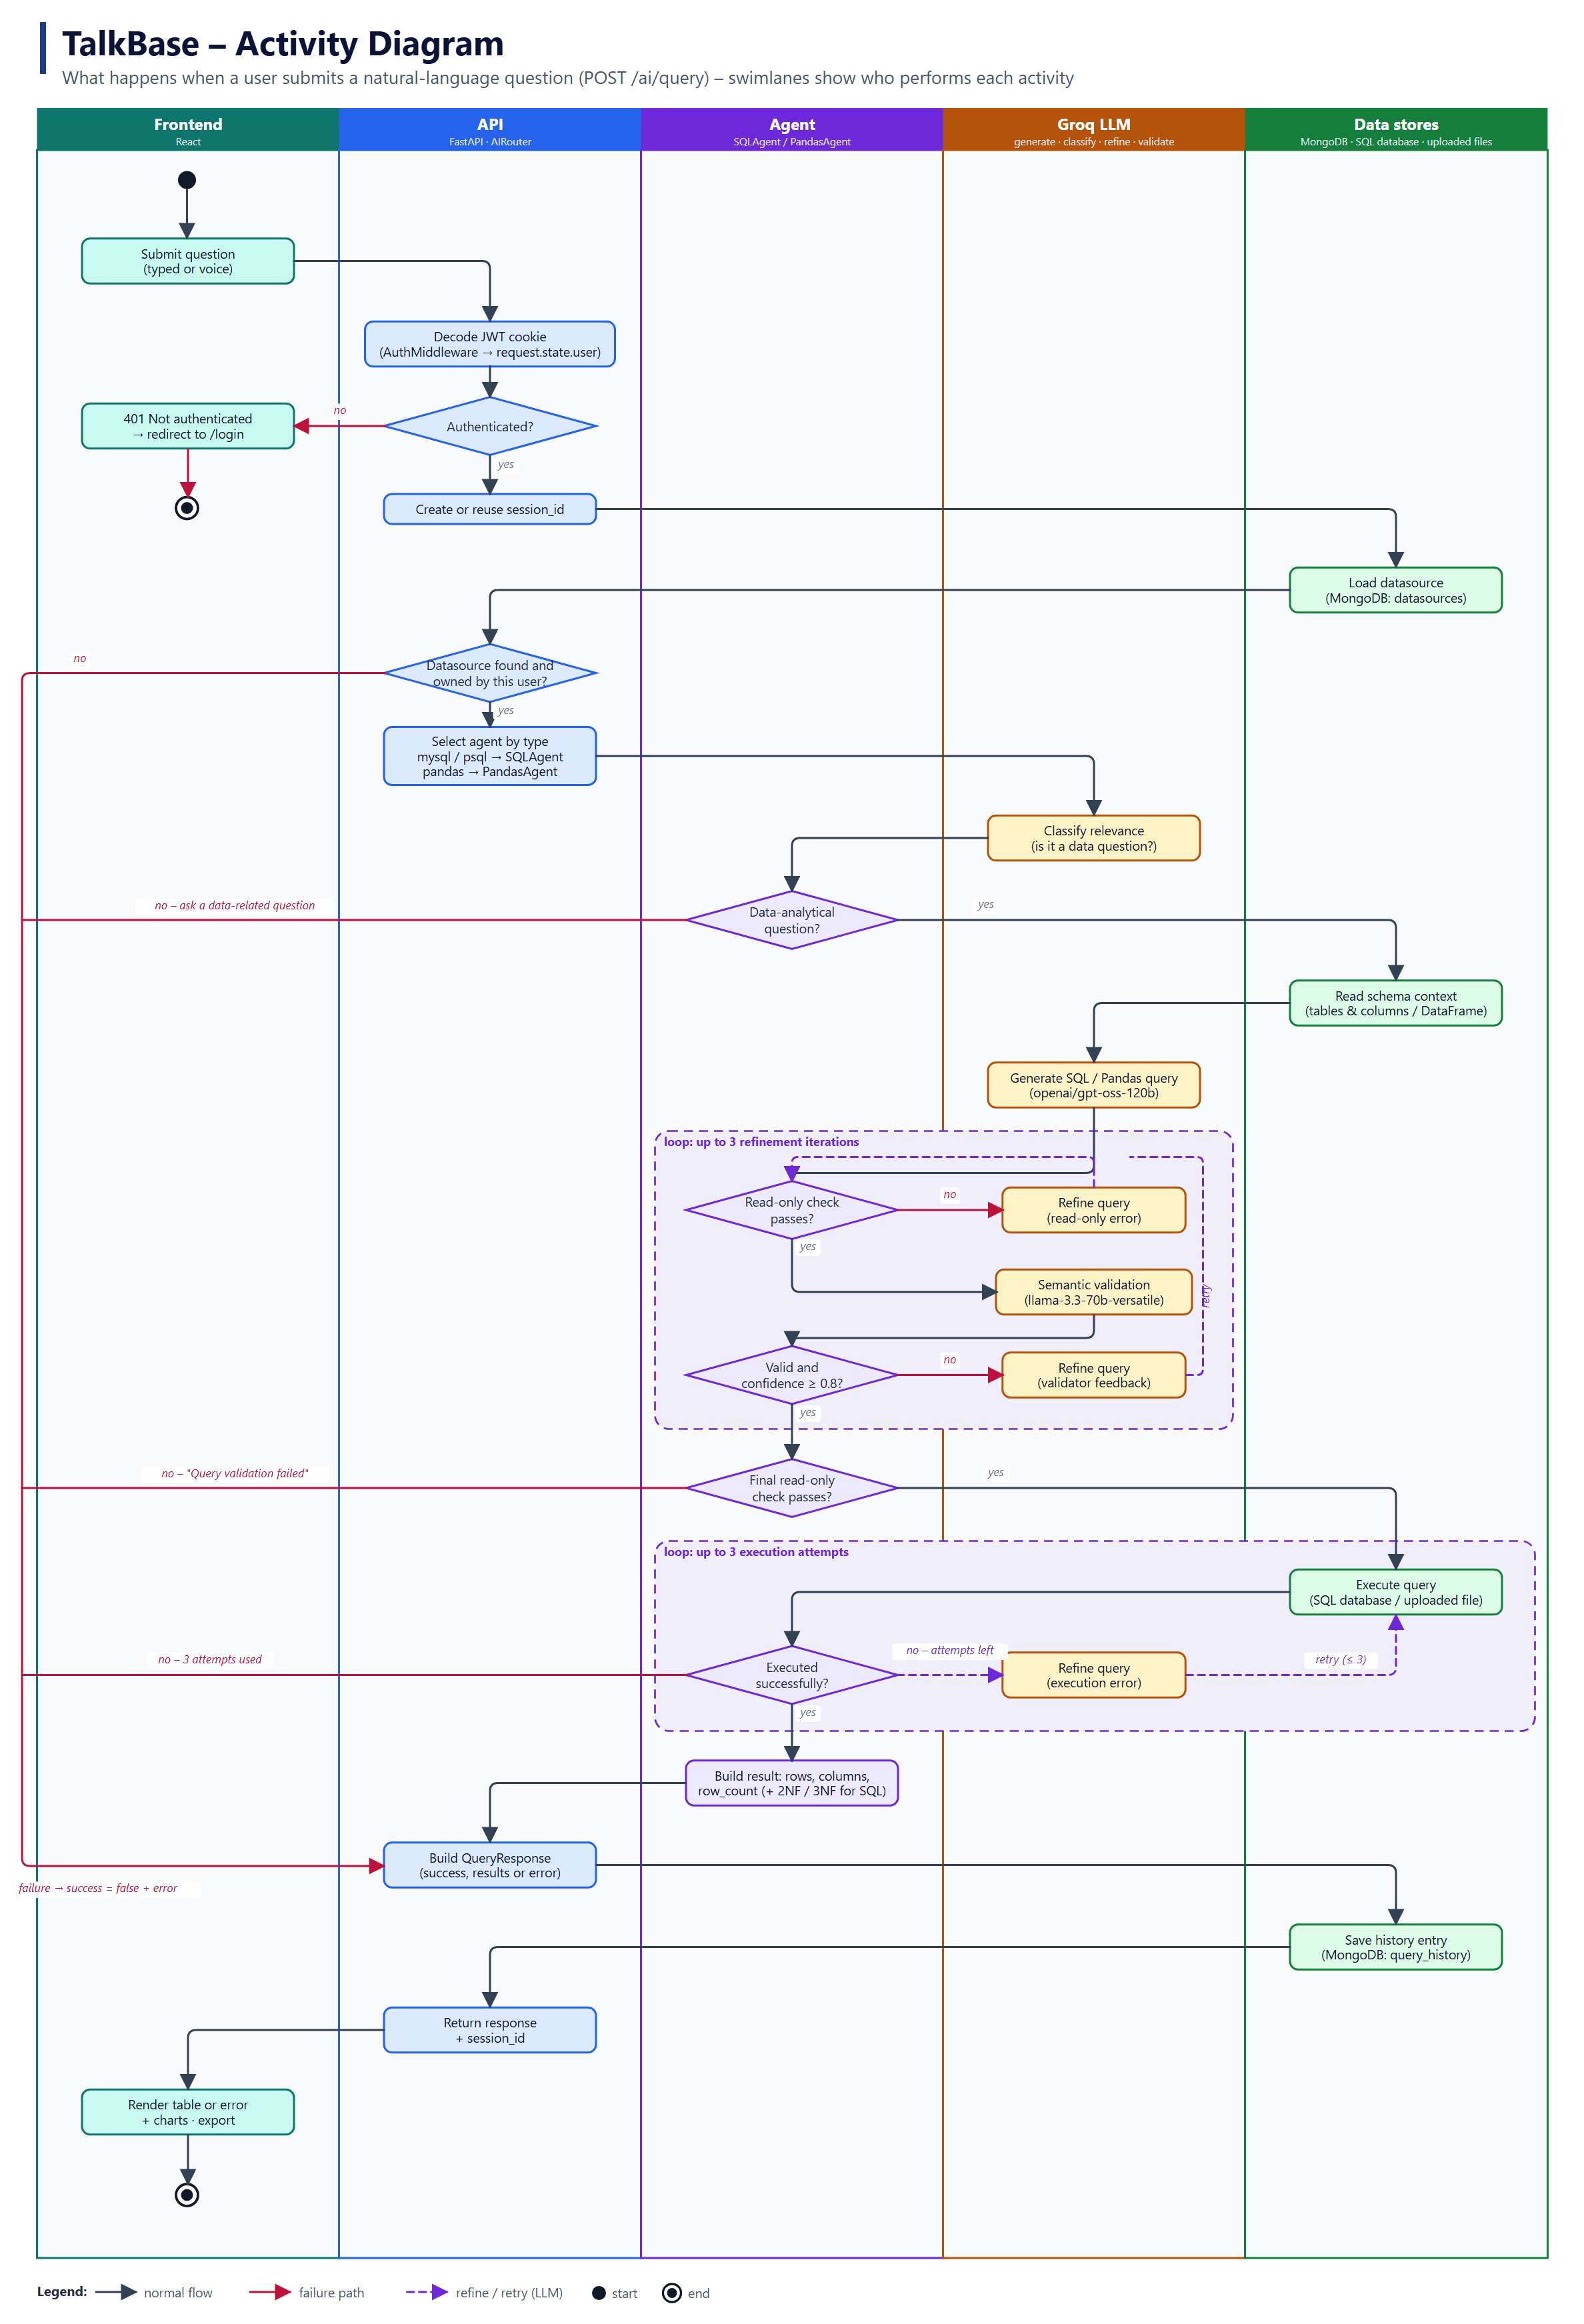 TalkBase – Activity Diagram
What happens when a user submits a natural-language question (POST /ai/query) – swimlanes show who performs each activity
Frontend
React
API
FastAPI · AIRouter
Agent
SQLAgent / PandasAgent
Groq LLM
generate · classify · refine · validate
Data stores
MongoDB · SQL database · uploaded files
Submit question
(typed or voice)
Decode JWT cookie
(AuthMiddleware → request.state.user)
401 Not authenticated
→ redirect to /login
no
Authenticated?
yes
Create or reuse session_id
Load datasource
(MongoDB: datasources)
no
Datasource found and
owned by this user?
yes
Select agent by type
mysql / psql → SQLAgent
pandas → PandasAgent
Classify relevance
(is it a data question?)
no – ask a data-related question
Data-analytical
question?
yes
Read schema context
(tables & columns / DataFrame)
Generate SQL / Pandas query
(openai/gpt-oss-120b)
loop: up to 3 refinement iterations
Read-only check
passes?
no
Refine query
(read-only error)
yes
Semantic validation
(llama-3.3-70b-versatile)
retry
Valid and
confidence ≥ 0.8?
no
Refine query
(validator feedback)
yes
no – "Query validation failed"
Final read-only
check passes?
yes
loop: up to 3 execution attempts
Execute query
(SQL database / uploaded file)
no – 3 attempts used
Executed
successfully?
no – attempts left
Refine query
(execution error)
retry (≤ 3)
yes
Build result: rows, columns,
row_count (+ 2NF / 3NF for SQL)
Build QueryResponse
(success, results or error)
failure → success = false + error
Save history entry
(MongoDB: query_history)
Return response
+ session_id
Render table or error
+ charts · export
Legend:
normal flow
failure path
refine / retry (LLM)
start
end